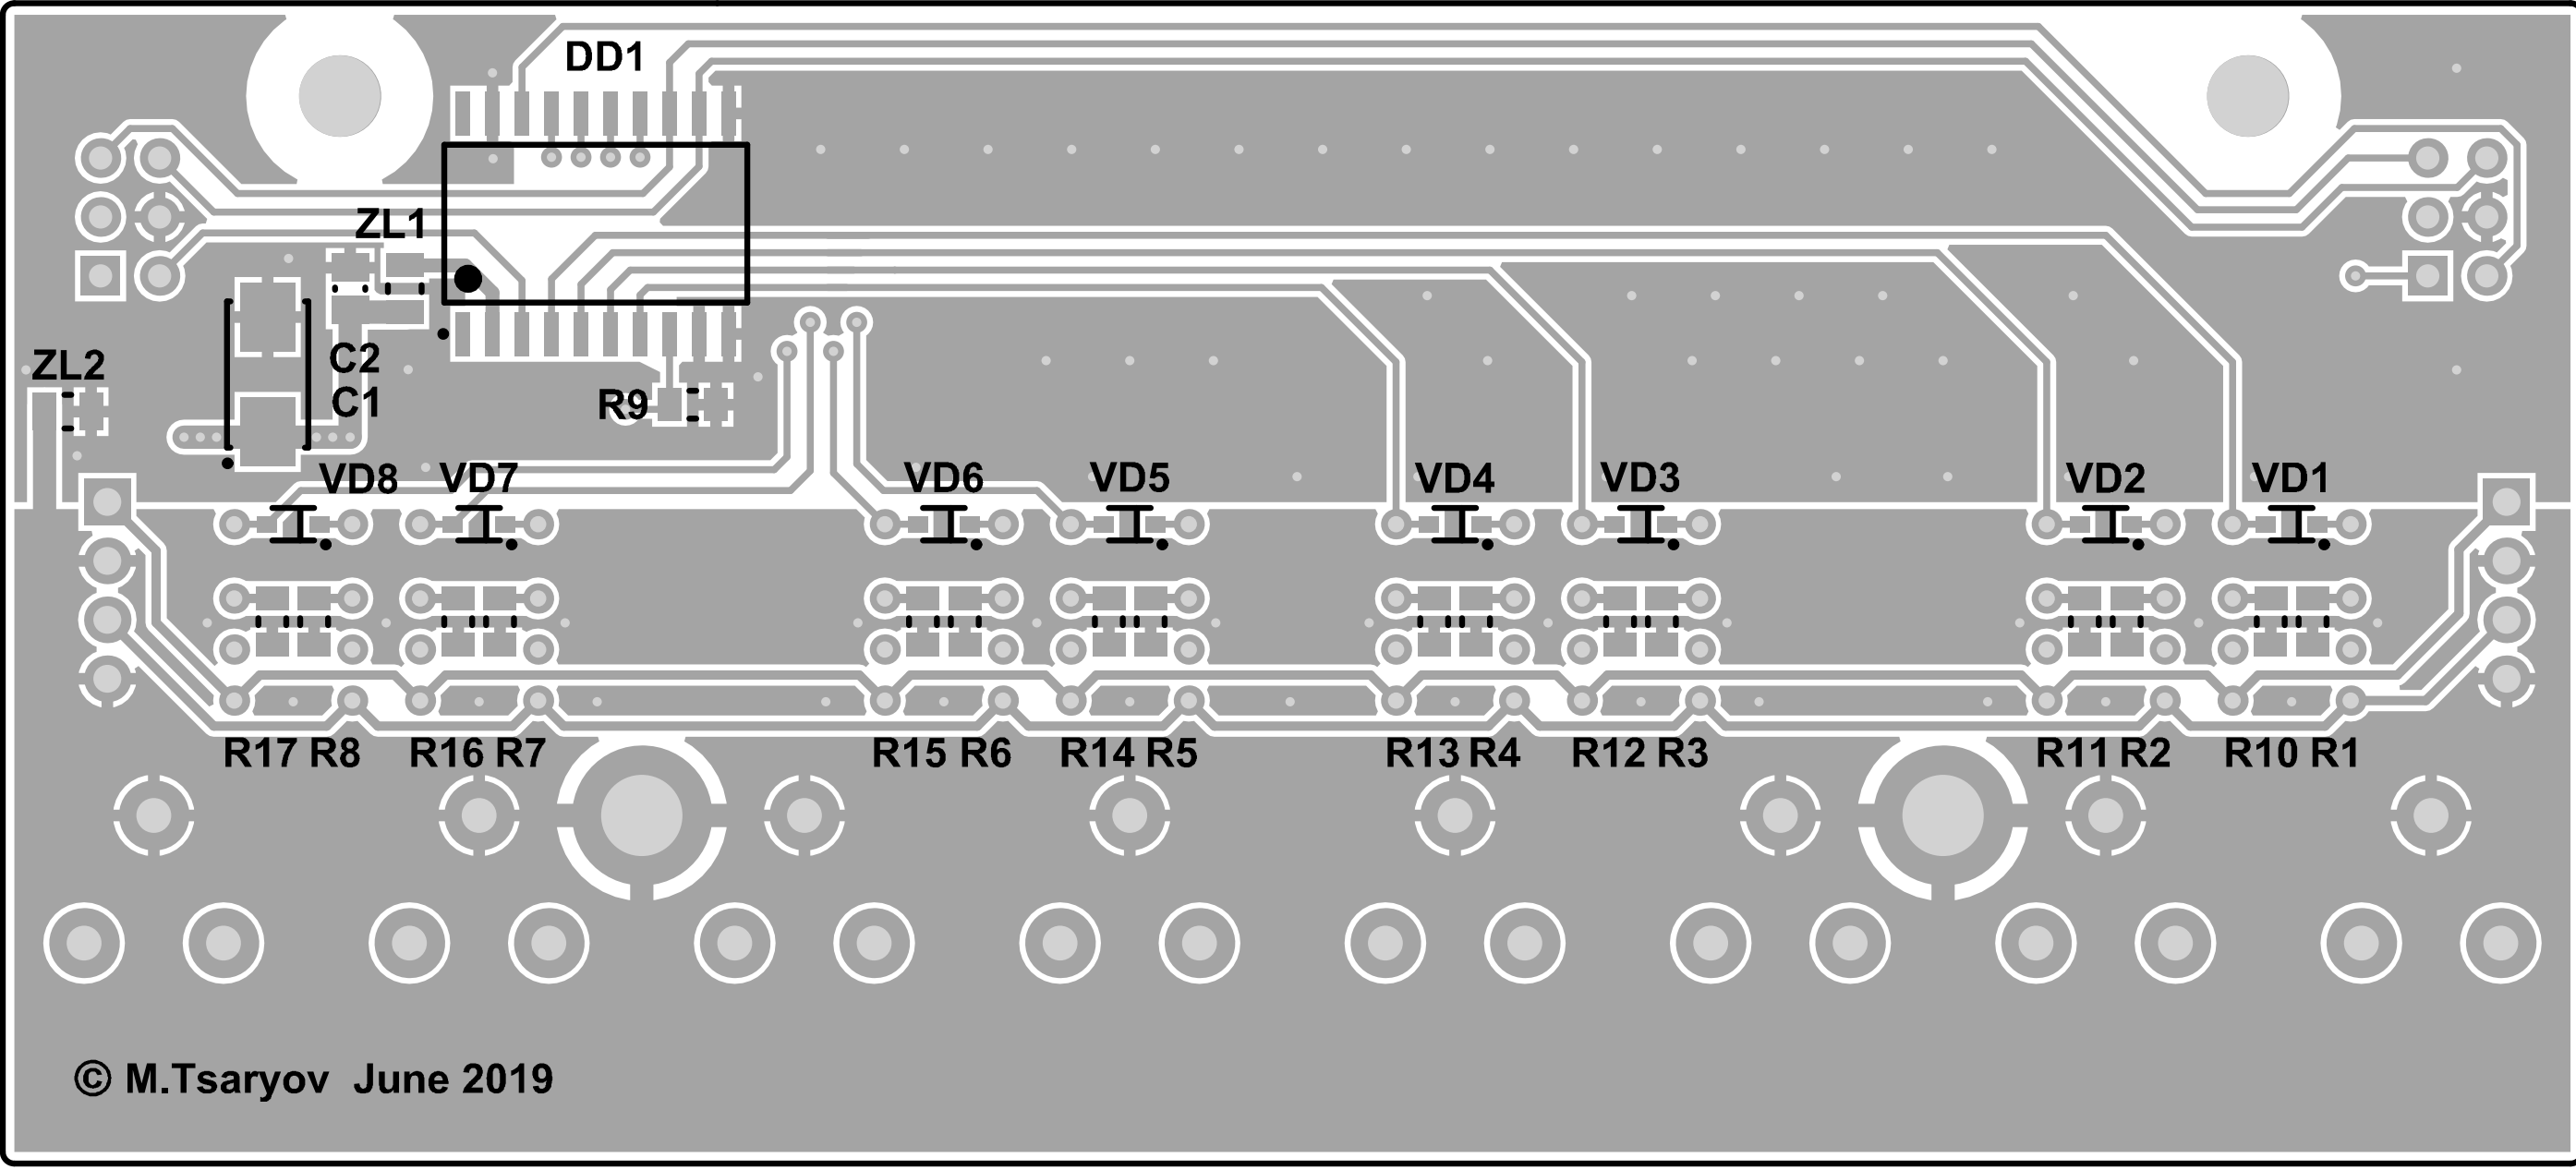 DD1
ZL1
C2
ZL2
C1
R9
VD8 VD7 VD6 VD5 VD4 VD3 VD2 VD1
R17 R8 R16 R7 R15 R6 R14 R5 R13 R4 R12 R3 R11 R2 R10 R1
© M.Tsaryov June 2019